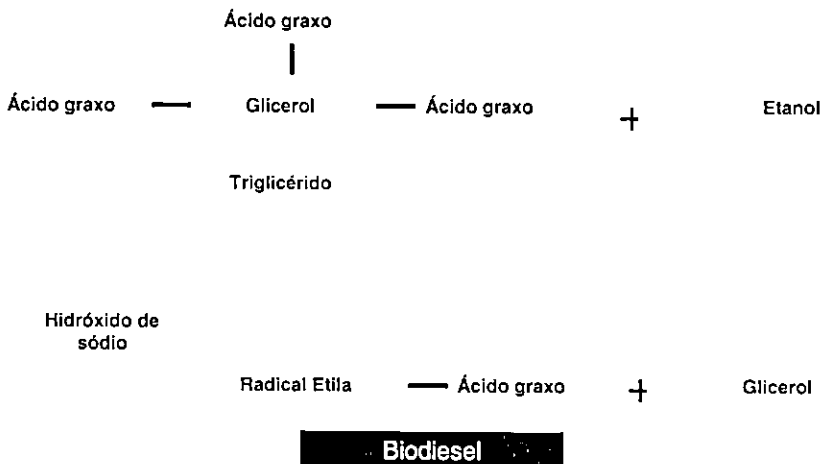 Ácido graxo
Ácido graxo — Glicerol — Ácido graxo + Etanol
Triglicérido
Hidróxido de
sódio
Radical Etila — Ácido graxo + Glicerol
Biodiesel